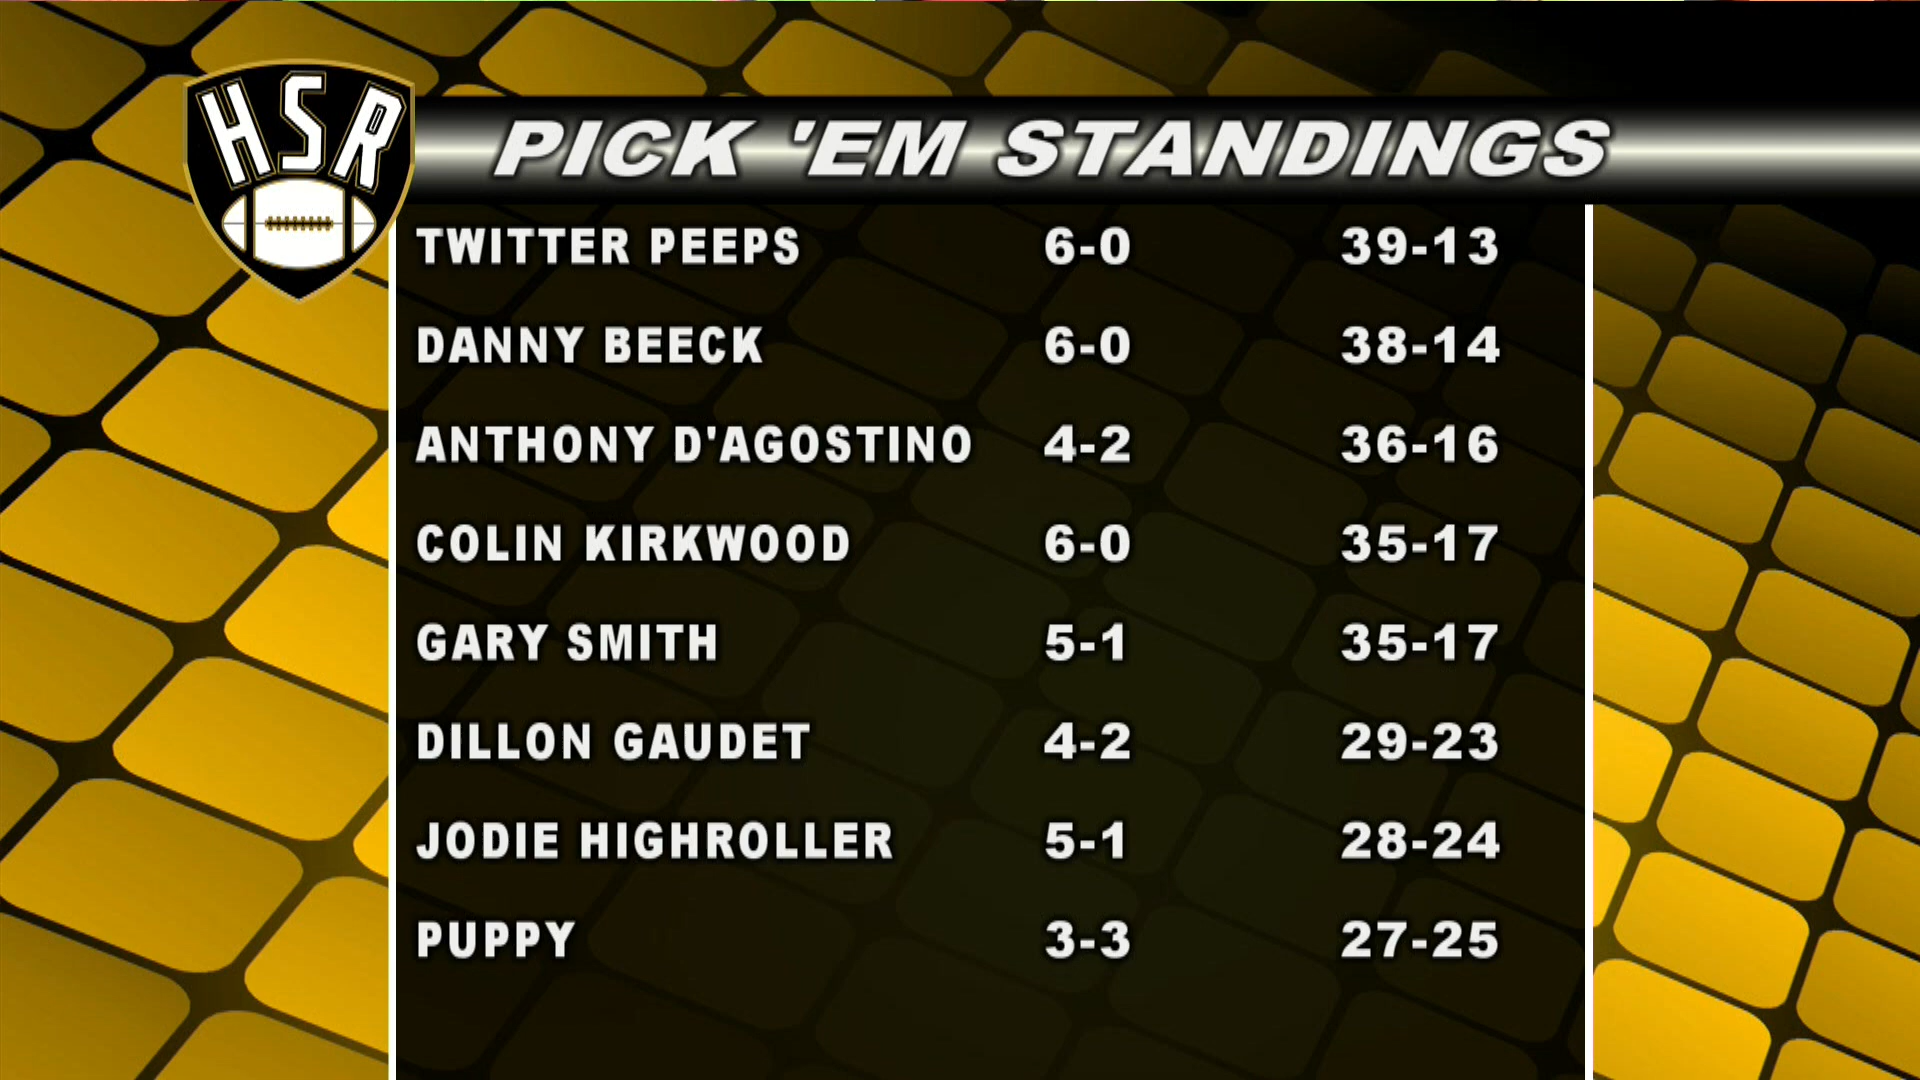 HSR
PICK 'EM STANDINGS
TWITTER PEEPS 6-0 39-13
DANNY BEECK 6-0 38-14
ANTHONY D'AGOSTINO 4-2 36-16
COLIN KIRKWOOD 6-0 35-17
GARY SMITH 5-1 35-17
DILLON GAUDET 4-2 29-23
JODIE HIGHROLLER 5-1 28-24
PUPPY 3-3 27-25